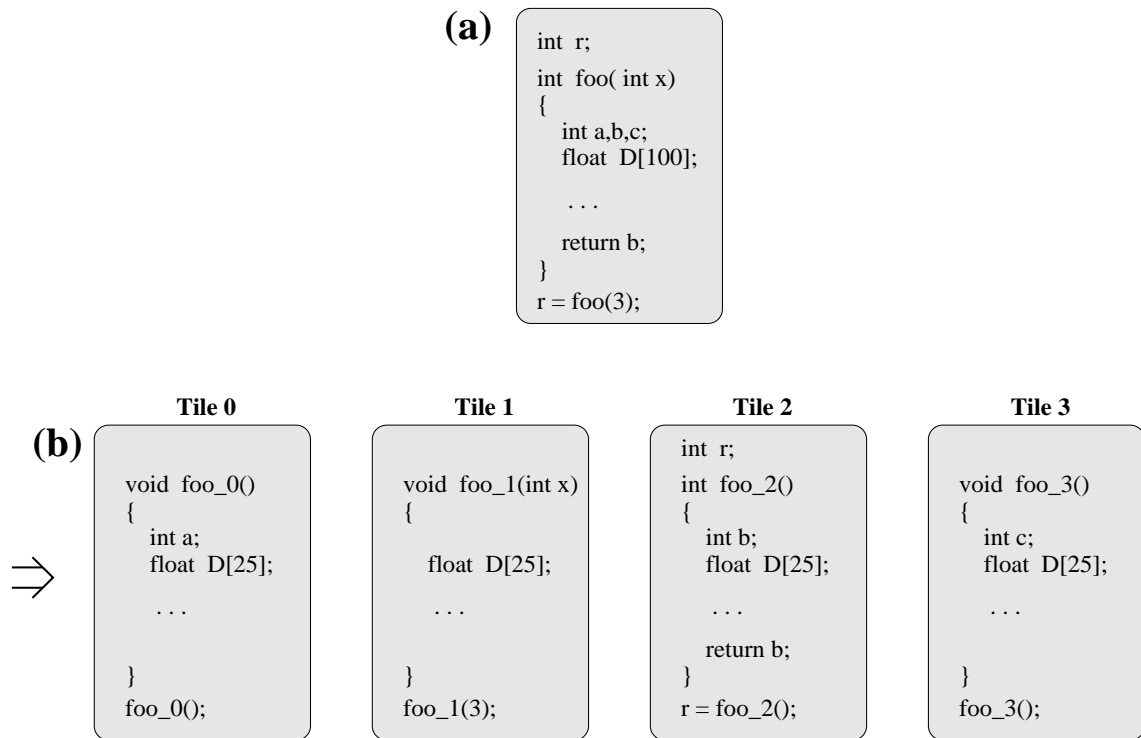 (a)
int r;
int foo( int x)
{
int a,b,c;
float D[100];
. . .
return b;
}
r = foo(3);
(b)
Tile 0
void foo_0()
{
int a;
float D[25];
. . .
}
foo_0();
Tile 1
void foo_1(int x)
{
float D[25];
. . .
}
foo_1(3);
Tile 2
int r;
int foo_2()
{
int b;
float D[25];
. . .
return b;
}
r = foo_2();
Tile 3
void foo_3()
{
int c;
float D[25];
. . .
}
foo_3();